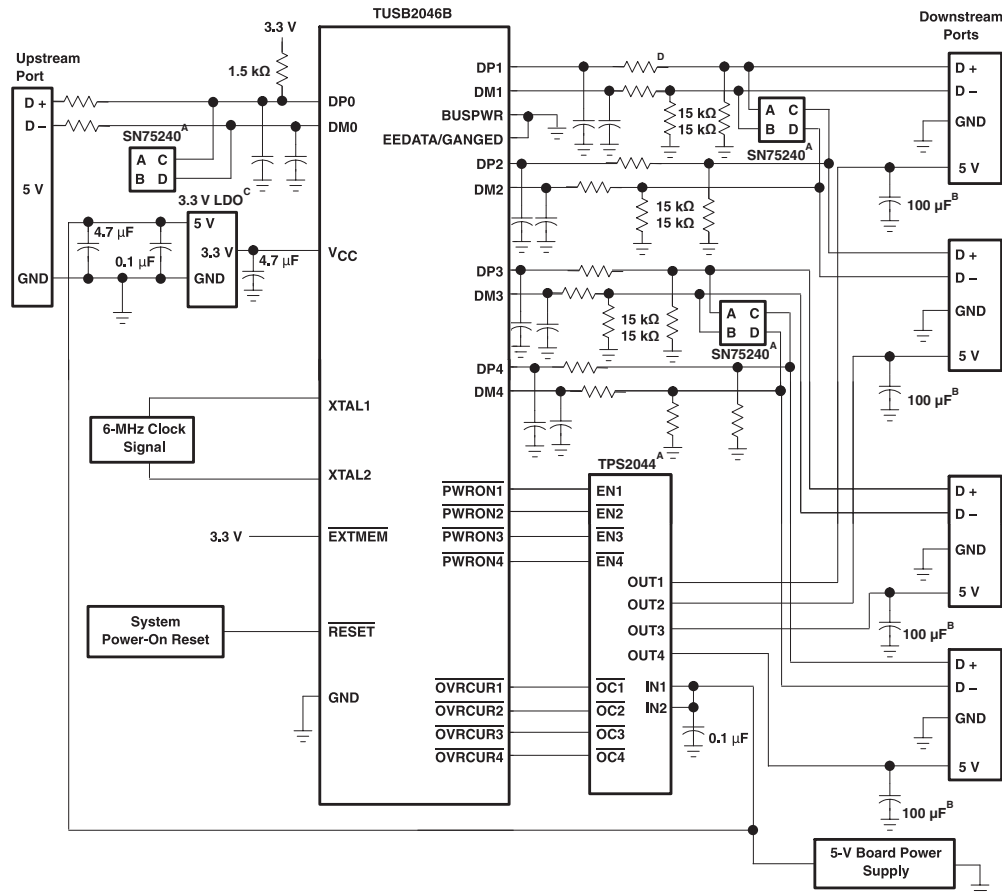 TUSB2046B
3.3 V
1.5 kΩ
Upstream
Port
D +
D −
5 V
GND
SN75240 A
A C
B D
3.3 V LDO C
5 V
3.3 V
GND
4.7 µF
0.1 µF
4.7 µF
DP0
DM0
VCC
XTAL1
6-MHz Clock
Signal
XTAL2
3.3 V
EXTMEM
System
Power-On Reset
RESET
GND
DP1
DM1
BUSPWR
EEDATA/GANGED
DP2
DM2
DP3
DM3
DP4
DM4
PWRON1
PWRON2
PWRON3
PWRON4
OVRCUR1
OVRCUR2
OVRCUR3
OVRCUR4
D
15 kΩ
15 kΩ
A C
B D
SN75240 A
15 kΩ
15 kΩ
15 kΩ
15 kΩ
A C
B D
SN75240 A
TPS2044 A
EN1
EN2
EN3
EN4
OUT1
OUT2
OUT3
OUT4
OC1
OC2
OC3
OC4
IN1
IN2
0.1 µF
Downstream
Ports
D +
D −
GND
5 V
100 µF B
D +
D −
GND
5 V
100 µF B
D +
D −
GND
5 V
100 µF B
D +
D −
GND
5 V
100 µF B
5-V Board Power
Supply